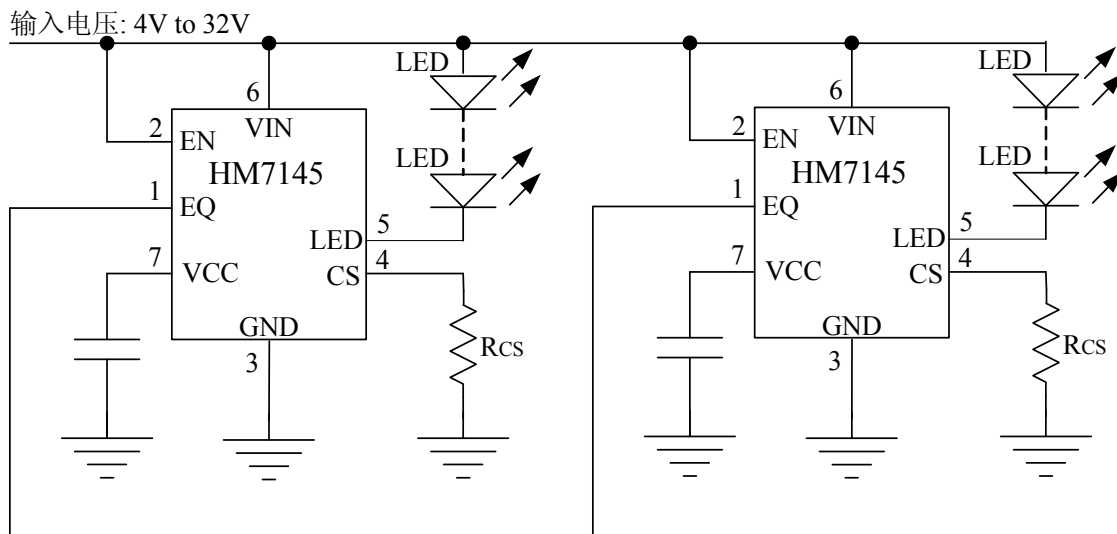 输入电压: 4V to 32V
LED
6
VIN
2
EN
HM7145
LED
1
EQ
5
LED
4
CS
7
VCC
GND
3
RCS
LED
6
VIN
2
EN
HM7145
LED
1
EQ
5
LED
4
CS
7
VCC
GND
3
RCS